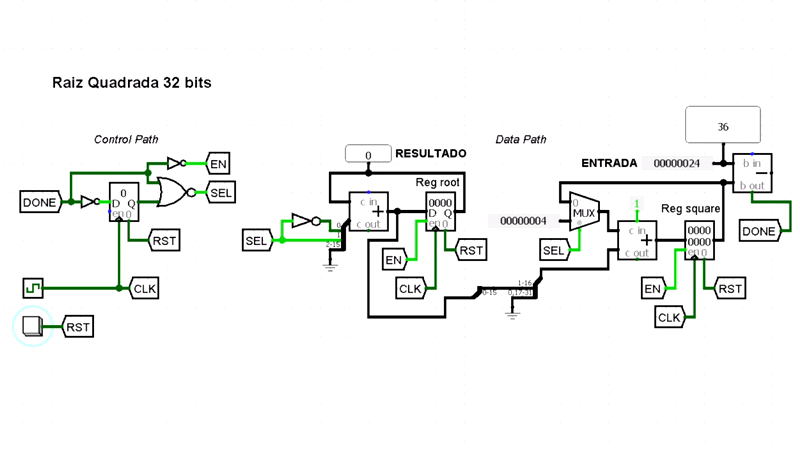 Raiz Quadrada 32 bits
Control Path
Data Path
36
EN
0
RESULTADO
ENTRADA
00000024
b in
b out
DONE
0
D Q
en 0
SEL
Reg root
c in
+
c out
0000
D Q
en 0
00000004
0
MUX
Reg square
1
c in
+
c out
0000
0000
en 0
DONE
RST
SEL
0
1
2-15
EN
RST
SEL
CLK
CLK
0-15
1-16
0,17-31
EN
RST
CLK
RST